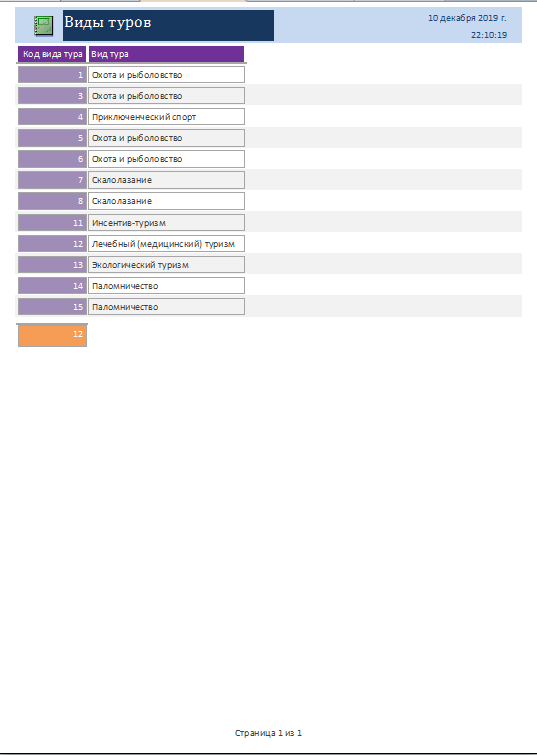 Виды туров
10 декабря 2019 г.
22:10:19
Код вида тура Вид тура
1 Охота и рыболовство
3 Охота и рыболовство
4 Приключенческий спорт
5 Охота и рыболовство
6 Охота и рыболовство
7 Скалолазание
8 Скалолазание
11 Инсентив-туризм
12 Лечебный (медицинский) туризм
13 Экологический туризм
14 Паломничество
15 Паломничество
12
Страница 1 из 1